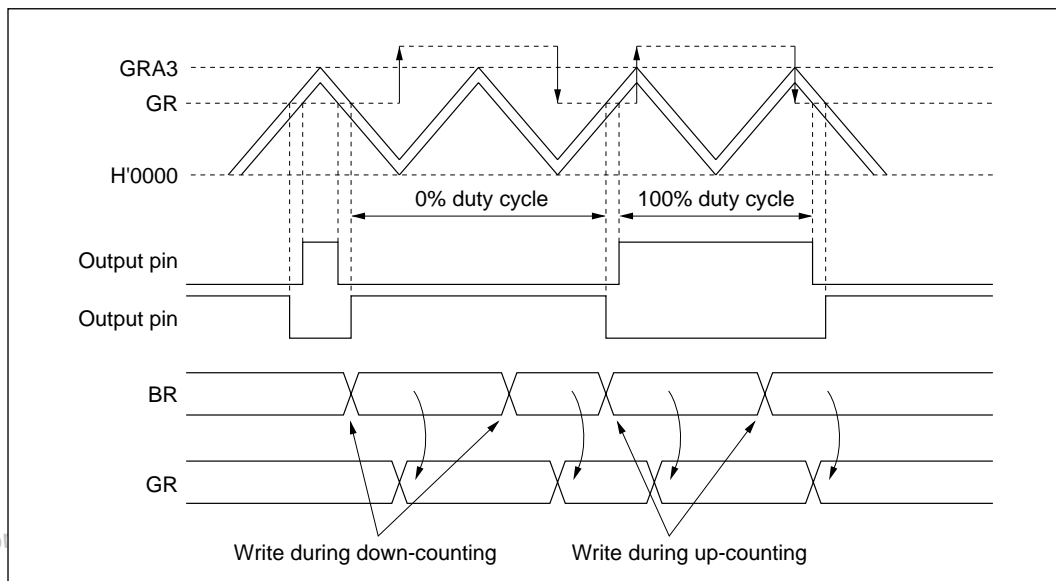 GRA3
GR
H'0000
0% duty cycle
100% duty cycle
Output pin
Output pin
BR
GR
Write during down-counting
Write during up-counting